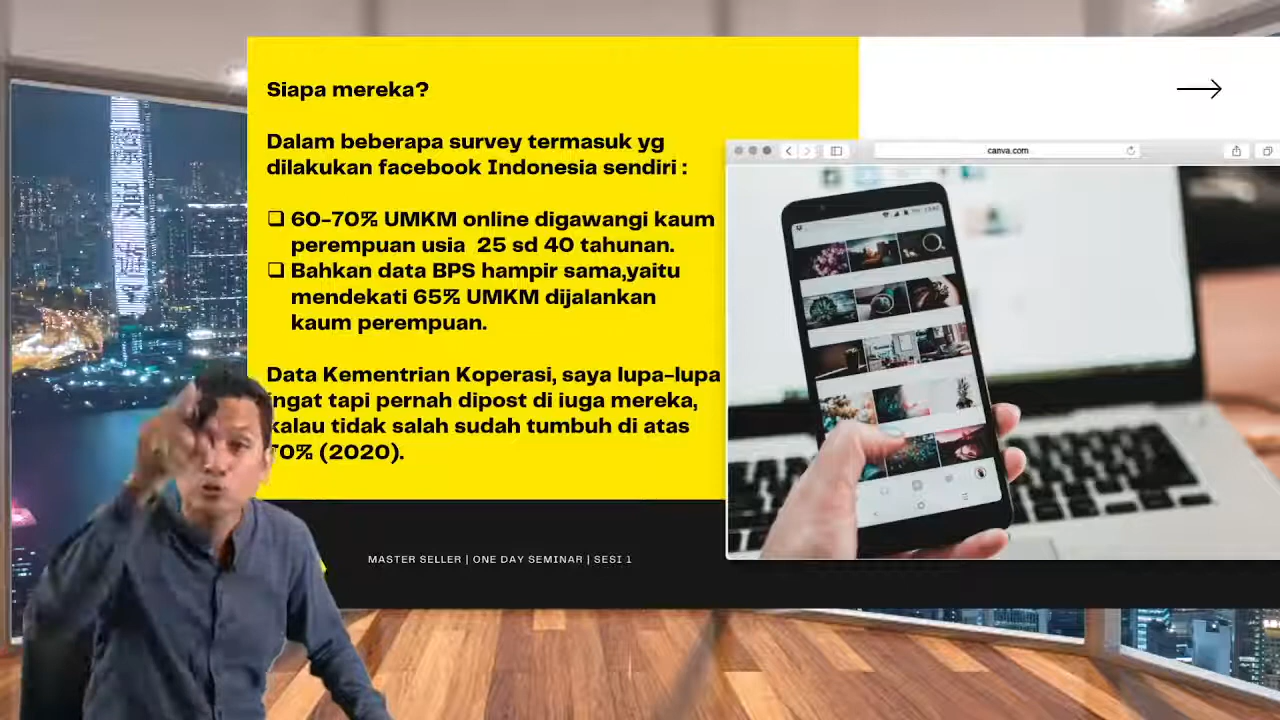 Siapa mereka?
Dalam beberapa survey termasuk yg
dilakukan facebook Indonesia sendiri :
❑ 60-70% UMKM online digawangi kaum
perempuan usia 25 sd 40 tahunan.
❑ Bahkan data BPS hampir sama,yaitu
mendekati 65% UMKM dijalankan
kaum perempuan.
Data Kementrian Koperasi, saya lupa-lupa
ingat tapi pernah dipost di iuga mereka,
kalau tidak salah sudah tumbuh di atas
70% (2020).
canva.com
MASTER SELLER | ONE DAY SEMINAR | SESI 1